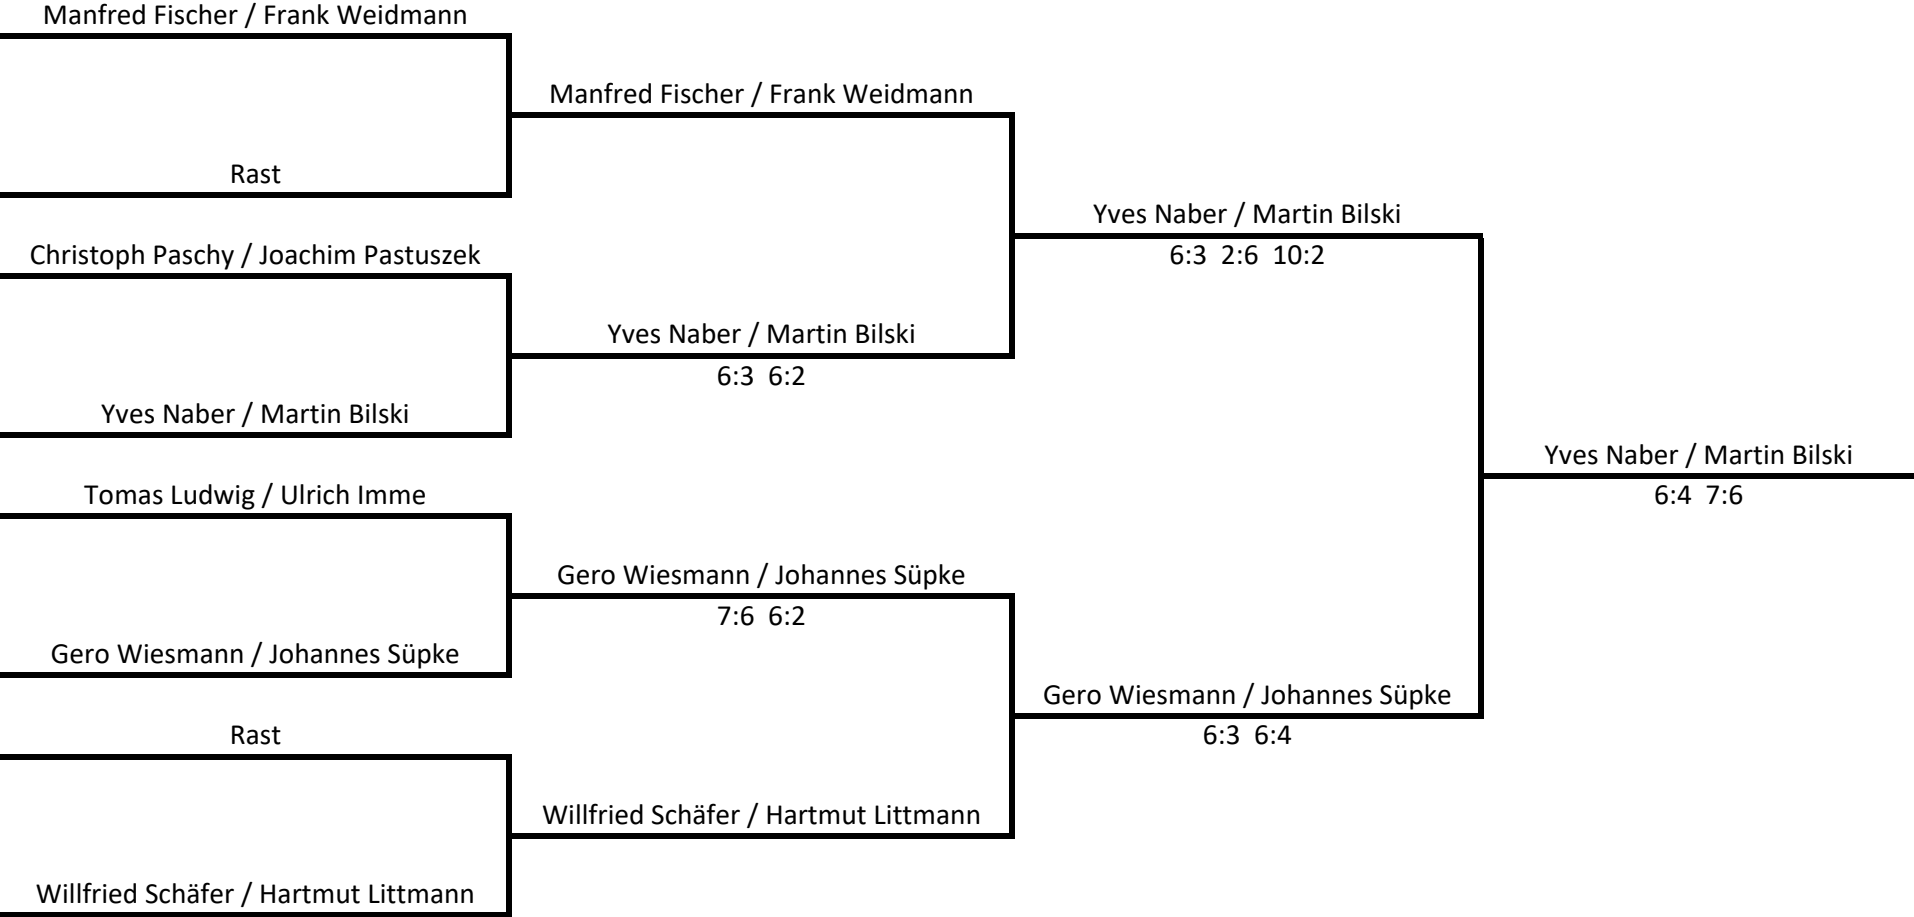 Manfred Fischer / Frank Weidmann
Manfred Fischer / Frank Weidmann
Rast
Yves Naber / Martin Bilski
6:3 2:6 10:2
Christoph Paschy / Joachim Pastuszek
Yves Naber / Martin Bilski
6:3 6:2
Yves Naber / Martin Bilski
Yves Naber / Martin Bilski
6:4 7:6
Tomas Ludwig / Ulrich Imme
Gero Wiesmann / Johannes Süpke
7:6 6:2
Gero Wiesmann / Johannes Süpke
Gero Wiesmann / Johannes Süpke
6:3 6:4
Rast
Willfried Schäfer / Hartmut Littmann
Willfried Schäfer / Hartmut Littmann